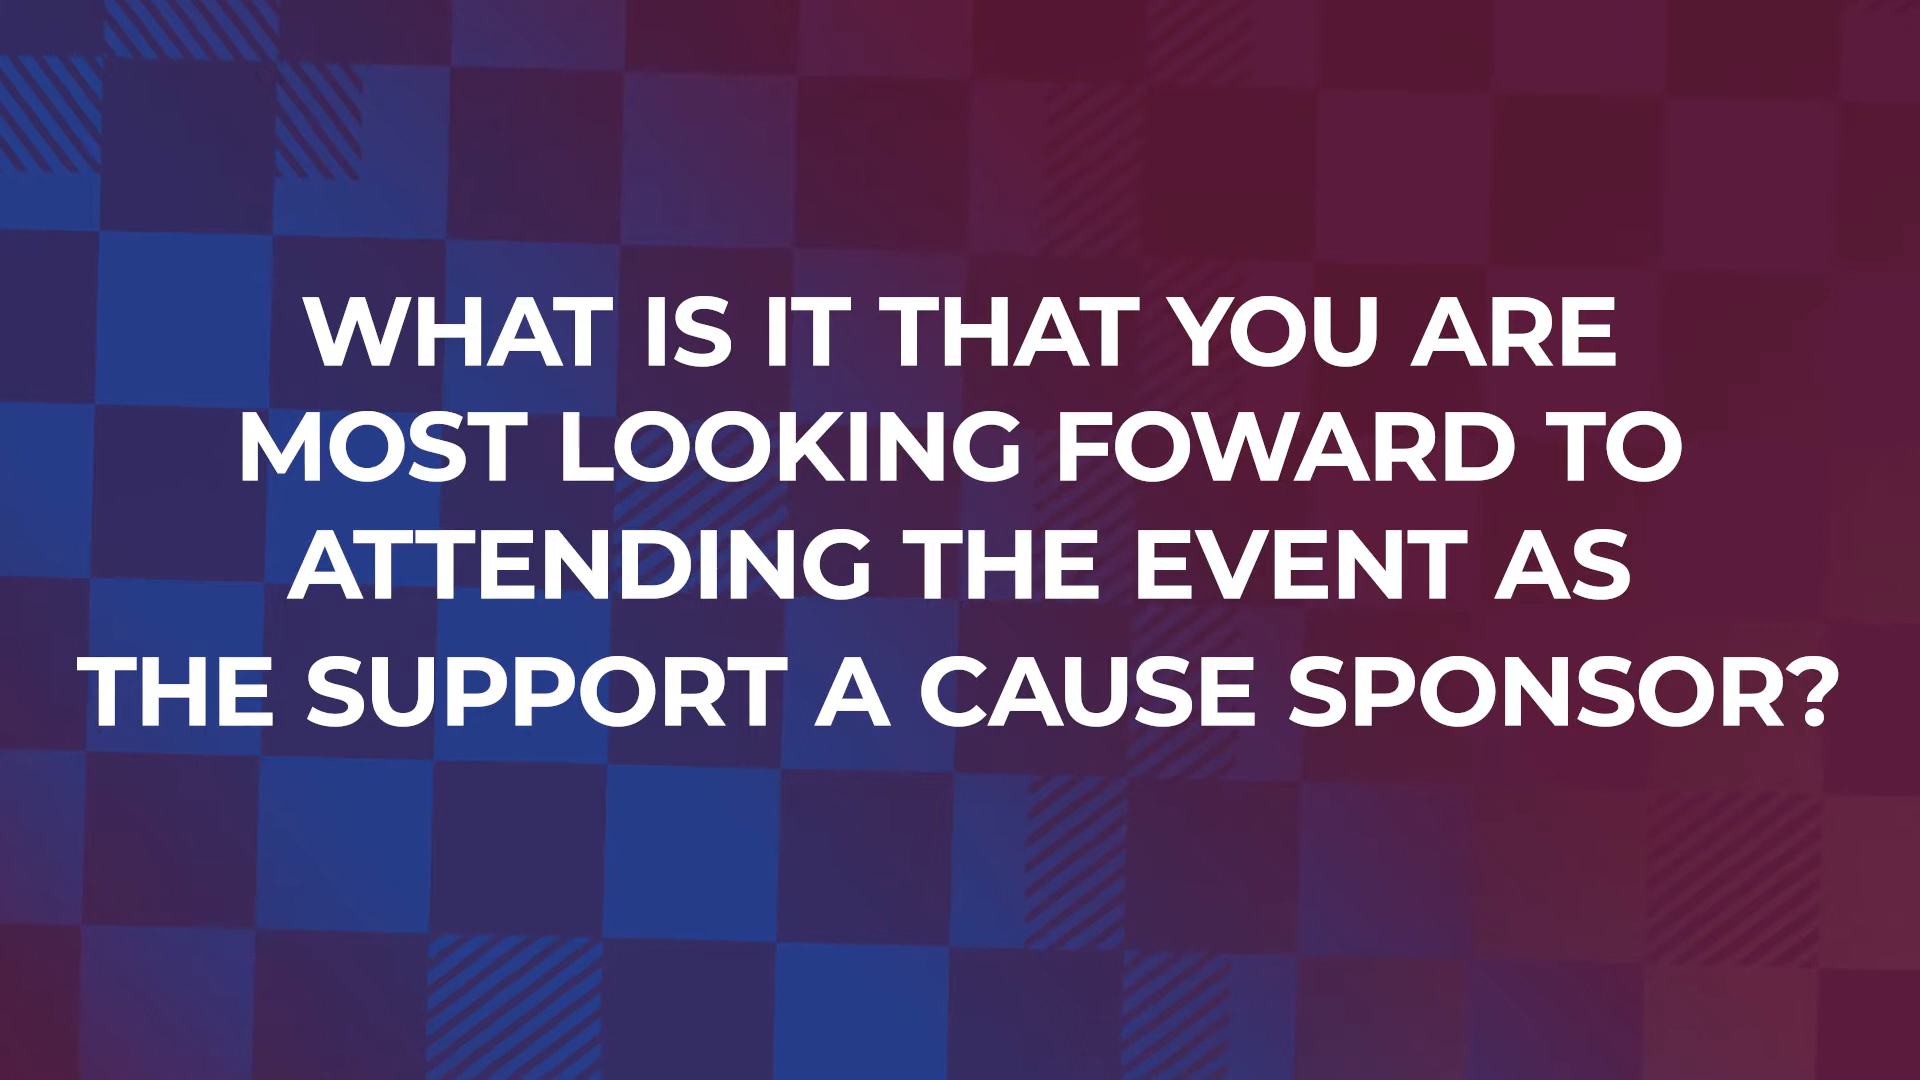 WHAT IS IT THAT YOU ARE
MOST LOOKING FOWARD TO
ATTENDING THE EVENT AS
THE SUPPORT A CAUSE SPONSOR?